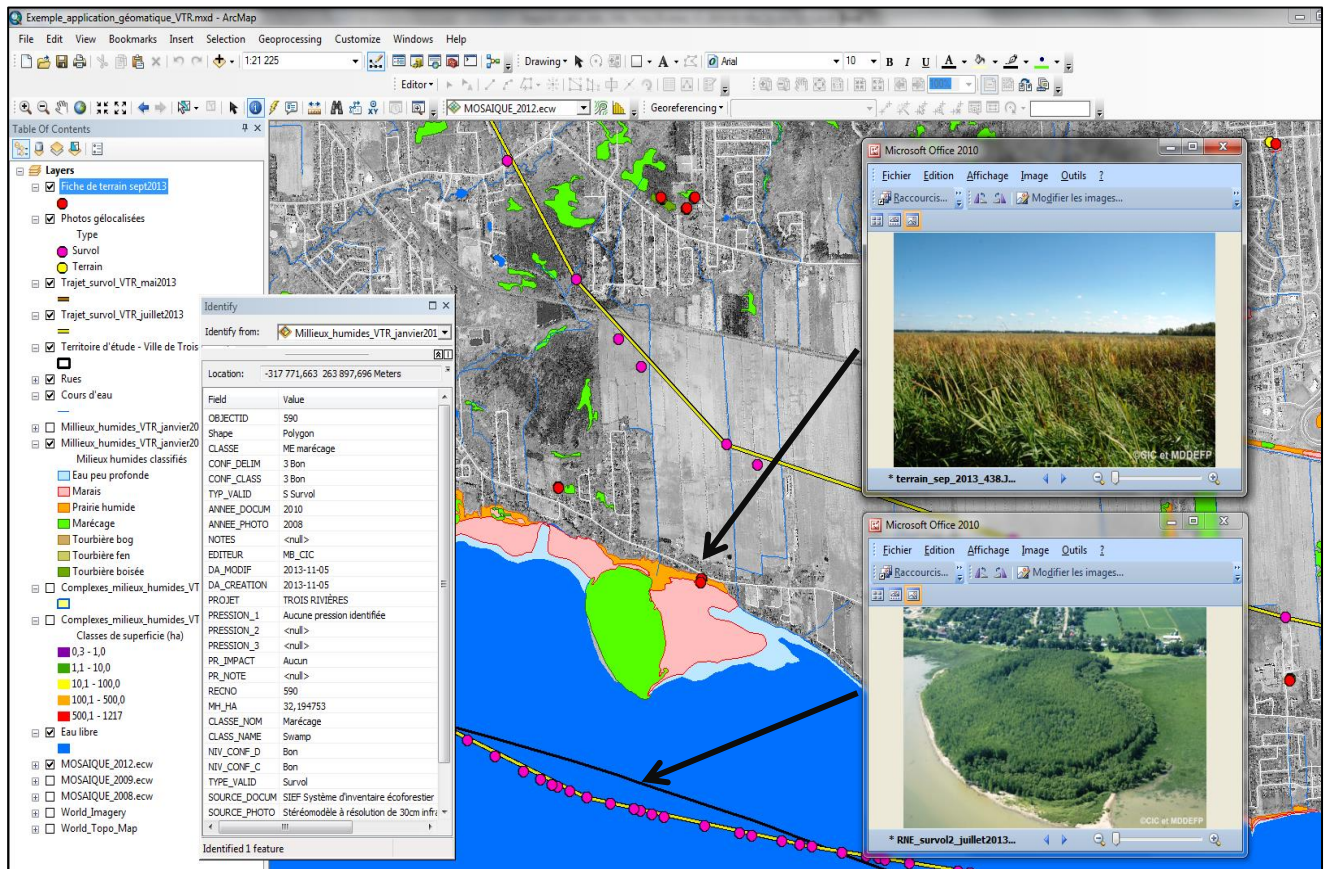 Exemple_application_géomatique_VTR.mxd - ArcMap
File Edit View Bookmarks Insert Selection Geoprocessing Customize Windows Help
1:21 225 Drawing A Arial 10 B I U A
Editor 100%
MOSAIQUE_2012.ecw Georeferencing
Table Of Contents
Layers
Fiche de terrain sept2013
Photos gélocalisées
Type
Survol
Terrain
Trajet_survol_VTR_mai2013
Trajet_survol_VTR_juillet2013
Territoire d'étude - Ville de Trois
Rues
Cours d'eau
Millieux_humides_VTR_janvier20
Millieux_humides_VTR_janvier20
Milieux humides classifiés
Eau peu profonde
Marais
Prairie humide
Marécage
Tourbière bog
Tourbière fen
Tourbière boisée
Complexes_milieux_humides_VT
Complexes_milieux_humides_VT
Classes de superficie (ha)
0,3 - 1,0
1,1 - 10,0
10,1 - 100,0
100,1 - 500,0
500,1 - 1217
Eau libre
MOSAIQUE_2012.ecw
MOSAIQUE_2009.ecw
MOSAIQUE_2008.ecw
World_Imagery
World_Topo_Map
Identify
Identify from: Millieux_humides_VTR_janvier201
Location: -317 771,663 263 897,696 Meters
Field Value
OBJECTID 590
Shape Polygon
CLASSE ME marécage
CONF_DELIM 3 Bon
CONF_CLASS 3 Bon
TYP_VALID S Survol
ANNEE_DOCUM 2010
ANNEE_PHOTO 2008
NOTES <null>
EDITEUR MB_CIC
DA_MODIF 2013-11-05
DA_CREATION 2013-11-05
PROJET TROIS RIVIÈRES
PRESSION_1 Aucune pression identifiée
PRESSION_2 <null>
PRESSION_3 <null>
PR_IMPACT Aucun
PR_NOTE <null>
RECNO 590
MH_HA 32,194753
CLASSE_NOM Marécage
CLASS_NAME Swamp
NIV_CONF_D Bon
NIV_CONF_C Bon
TYPE_VALID Survol
SOURCE_DOCUM SIEF Système d'inventaire écoforestier
SOURCE_PHOTO Stéréomodèle à résolution de 30cm infra
Identified 1 feature
Microsoft Office 2010
Fichier Edition Affichage Image Outils ?
Raccourcis... Modifier les images...
©CIC et MDDEFP
* terrain_sep_2013_438.J...
Microsoft Office 2010
Fichier Edition Affichage Image Outils ?
Raccourcis... Modifier les images...
©CIC et MDDEFP
* RNE_survol2_juillet2013...